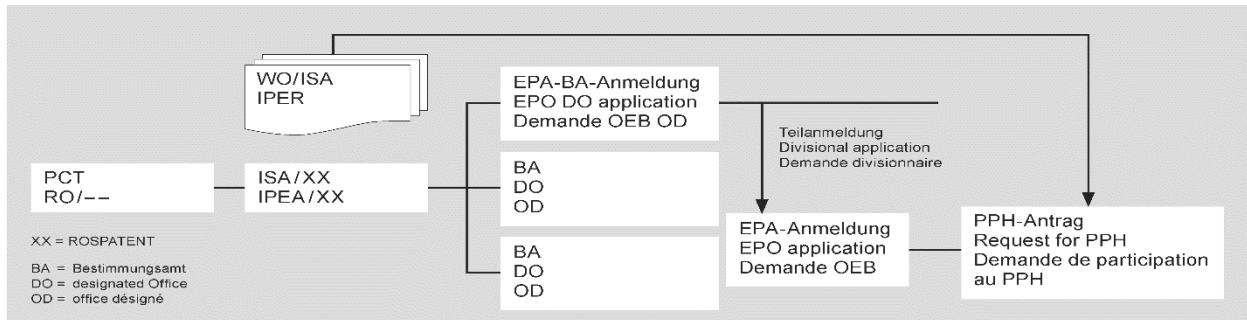 WO/ISA
IPER
EPA-BA-Anmeldung
EPO DO application
Demande OEB OD
Teilanmeldung
Divisional application
Demande divisionnaire
PCT
RO/--
ISA/XX
IPEA/XX
BA
DO
OD
EPA-Anmeldung
EPO application
Demande OEB
PPH-Antrag
Request for PPH
Demande de participation
au PPH
XX = ROSPATENT
BA = Bestimmungsamt
DO = designated Office
OD = office désigné
BA
DO
OD